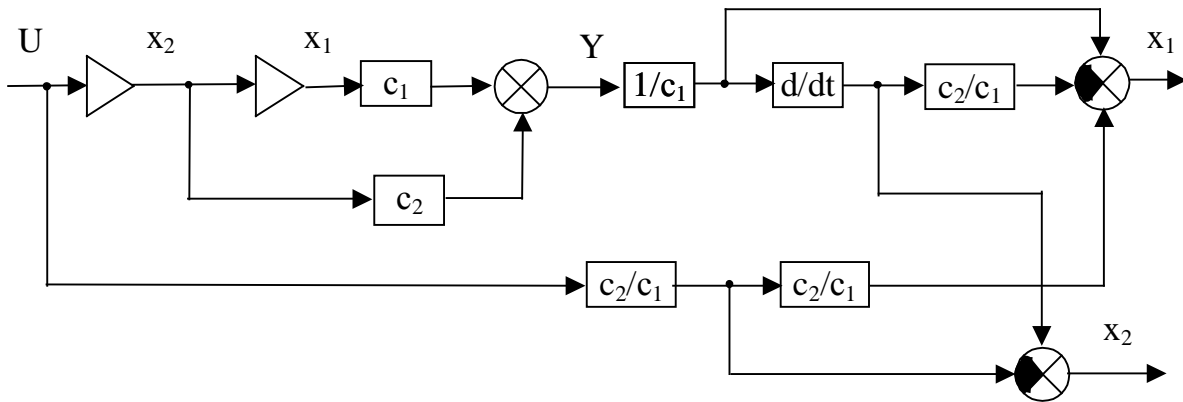 U
x₂
x₁
c₁
Y
1/c₁
d/dt
c₂/c₁
x₁
c₂
c₂/c₁
c₂/c₁
x₂